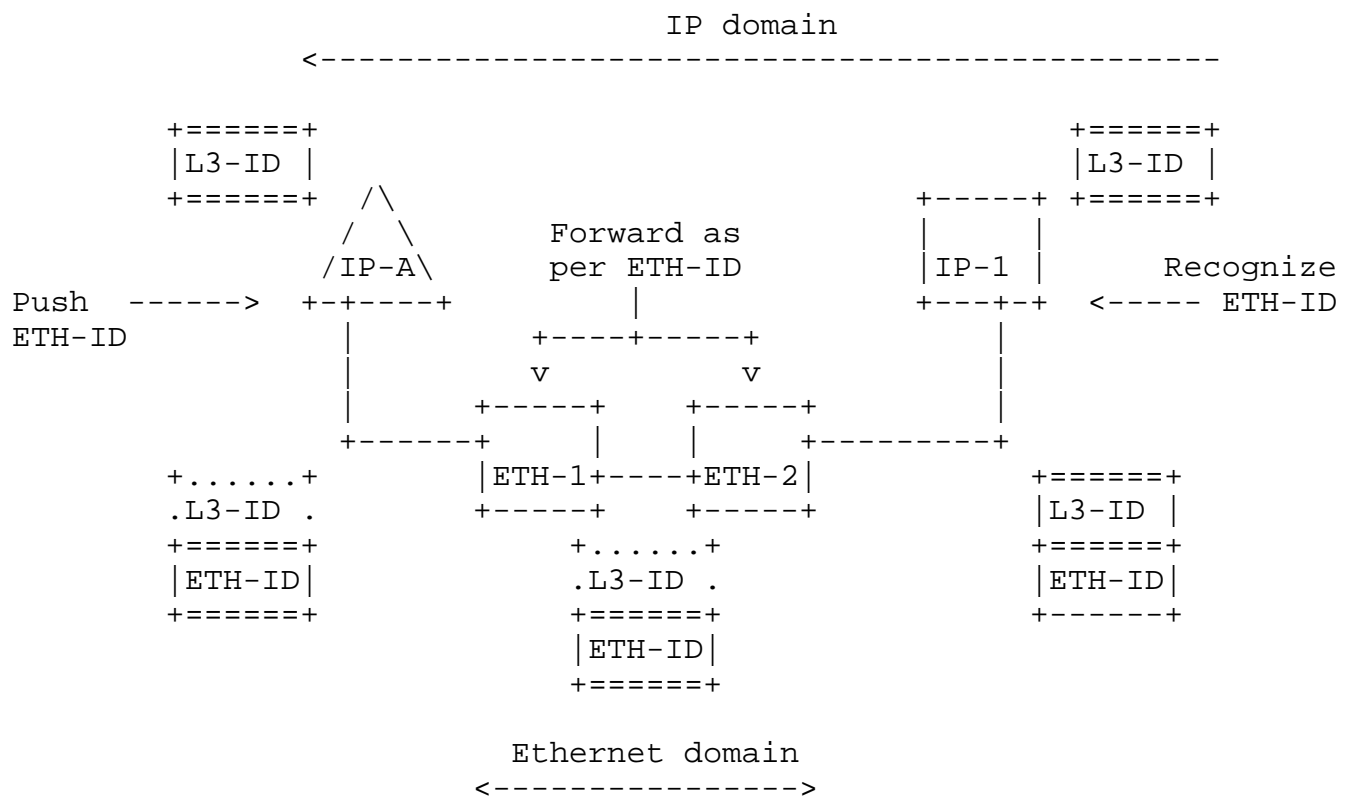 IP domain
<-----------------------------------------------
+======+ +======+
|L3-ID | |L3-ID |
+======+ /\ +-----+ +======+
/ \ Forward as | |
/IP-A\ per ETH-ID |IP-1 | Recognize
Push ------> +-+----+ | +---+-+ <----- ETH-ID
ETH-ID | +----+-----+ |
| v v |
| +-----+ +-----+ |
+------+ | | +---------+
+......+ |ETH-1+----+ETH-2| +======+
.L3-ID . +-----+ +-----+ |L3-ID |
+======+ +......+ +======+
|ETH-ID| .L3-ID . |ETH-ID|
+======+ +======+ +------+
|ETH-ID|
+======+
Ethernet domain
<---------------->